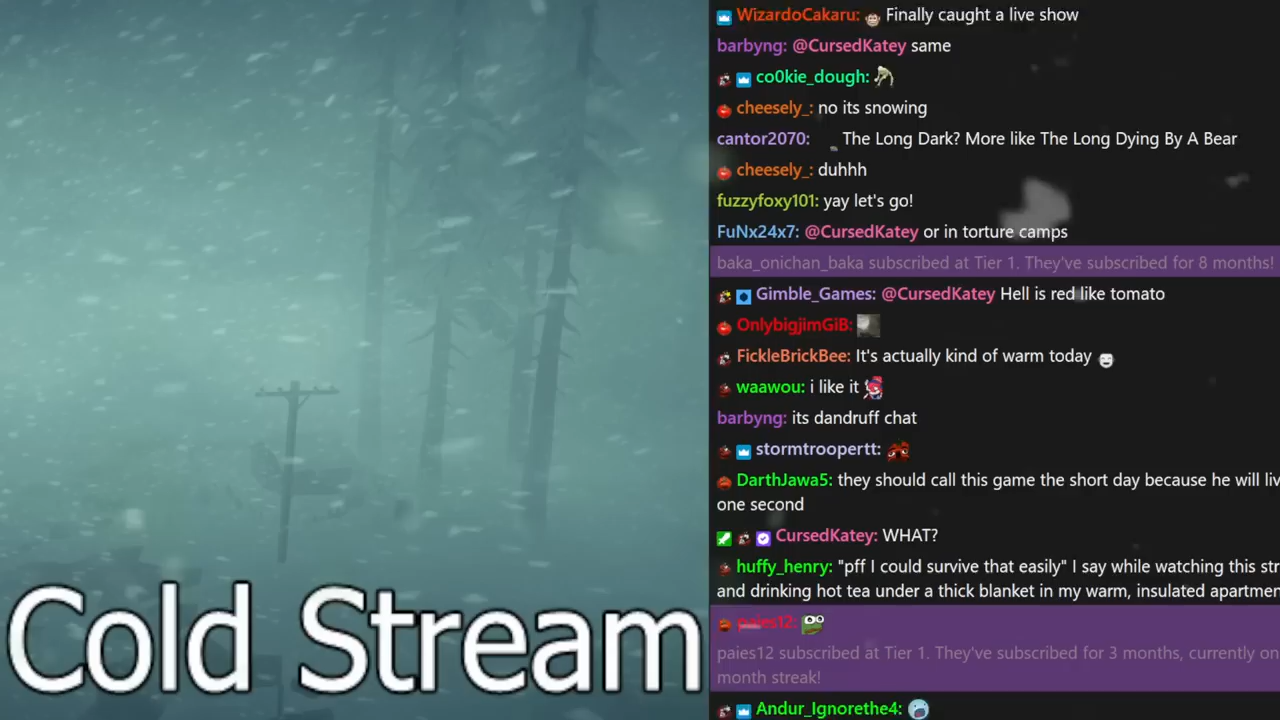 WizardoCakaru: Finally caught a live show
barbyng: @CursedKatey same
co0kie_dough:
cheesely_: no its snowing
cantor2070: The Long Dark? More like The Long Dying By A Bear
cheesely_: duhhh
fuzzyfoxy101: yay let's go!
FuNx24x7: @CursedKatey or in torture camps
baka_onichan_baka subscribed at Tier 1. They've subscribed for 8 months!
Gimble_Games: @CursedKatey Hell is red like tomato
OnlybigjimGiB:
FickleBrickBee: It's actually kind of warm today
waawou: i like it
barbyng: its dandruff chat
stormtroopertt:
DarthJawa5: they should call this game the short day because he will liv
one second
CursedKatey: WHAT?
huffy_henry: "pff I could survive that easily" I say while watching this str
and drinking hot tea under a thick blanket in my warm, insulated apartmen
paies12:
paies12 subscribed at Tier 1. They've subscribed for 3 months, currently on
month streak!
Andur_Ignorethe4:
Cold Stream